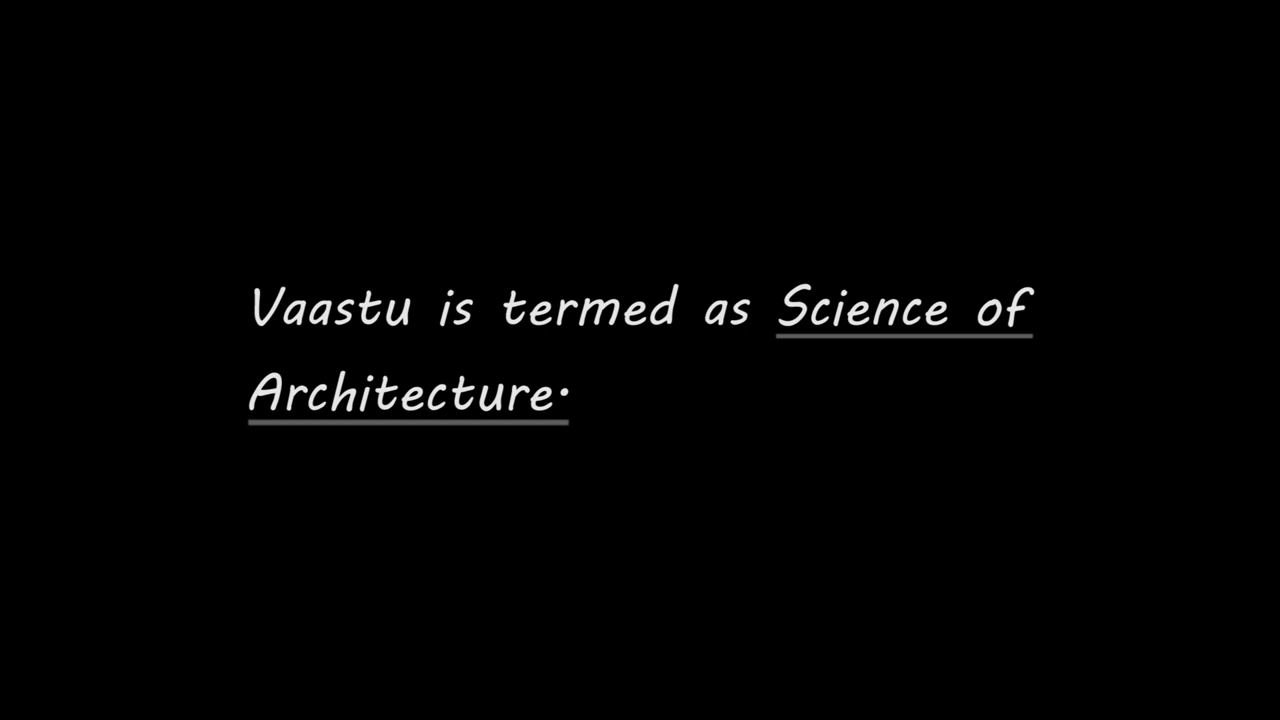 Vaastu is termed as Science of
Architecture.